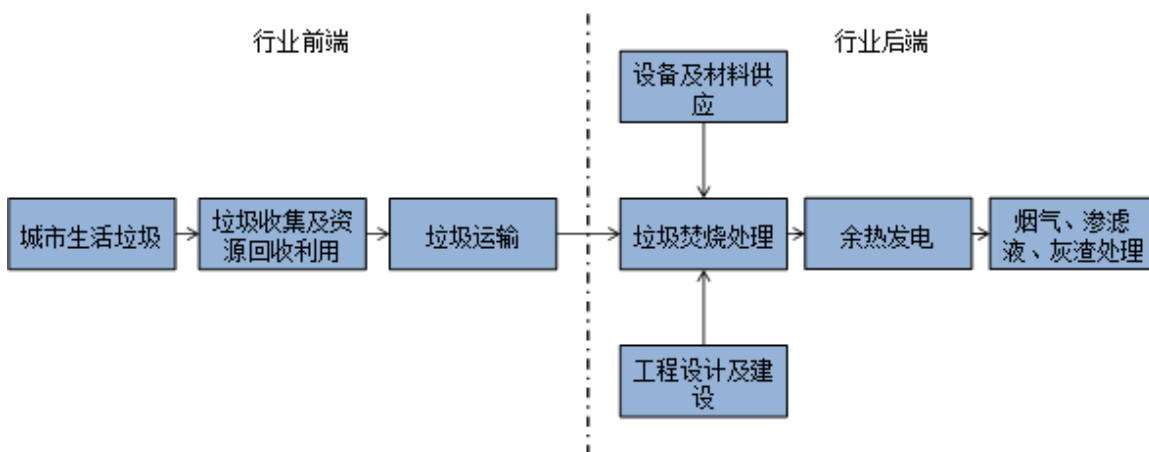 行业前端
行业后端
设备及材料供
应
城市生活垃圾
垃圾收集及资
源回收利用
垃圾运输
垃圾焚烧处理
余热发电
烟气、渗滤
液、灰渣处理
工程设计及建
设